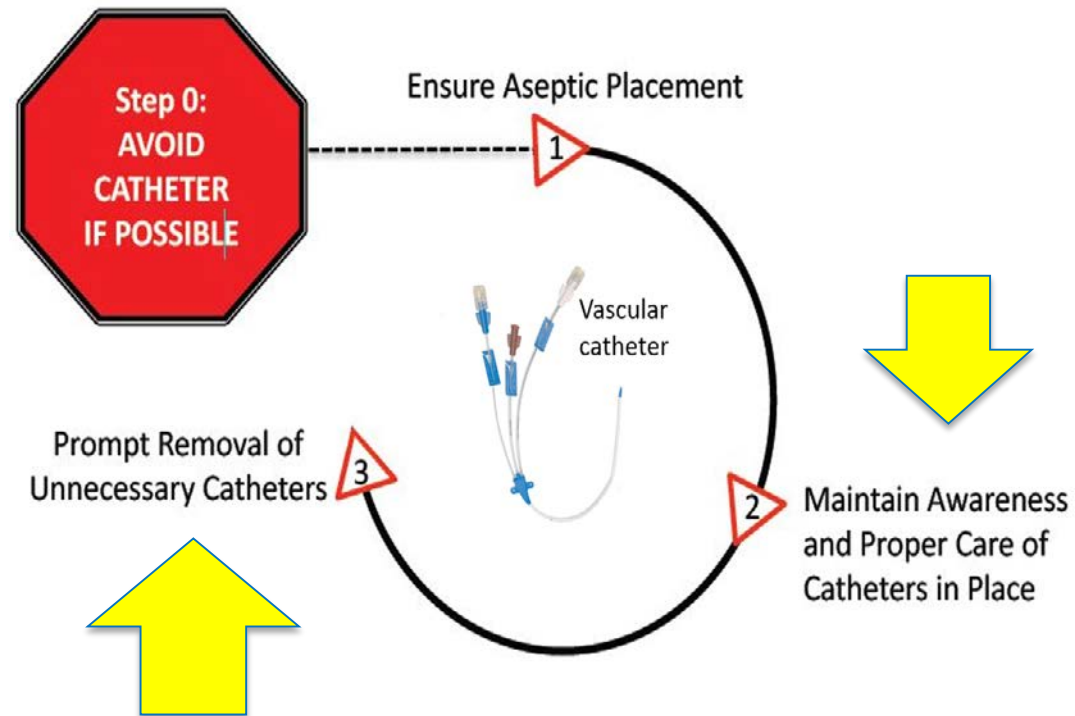 Step 0:
AVOID
CATHETER
IF POSSIBLE
Ensure Aseptic Placement
1
Vascular
catheter
2
Maintain Awareness
and Proper Care of
Catheters in Place
3
Prompt Removal of
Unnecessary Catheters